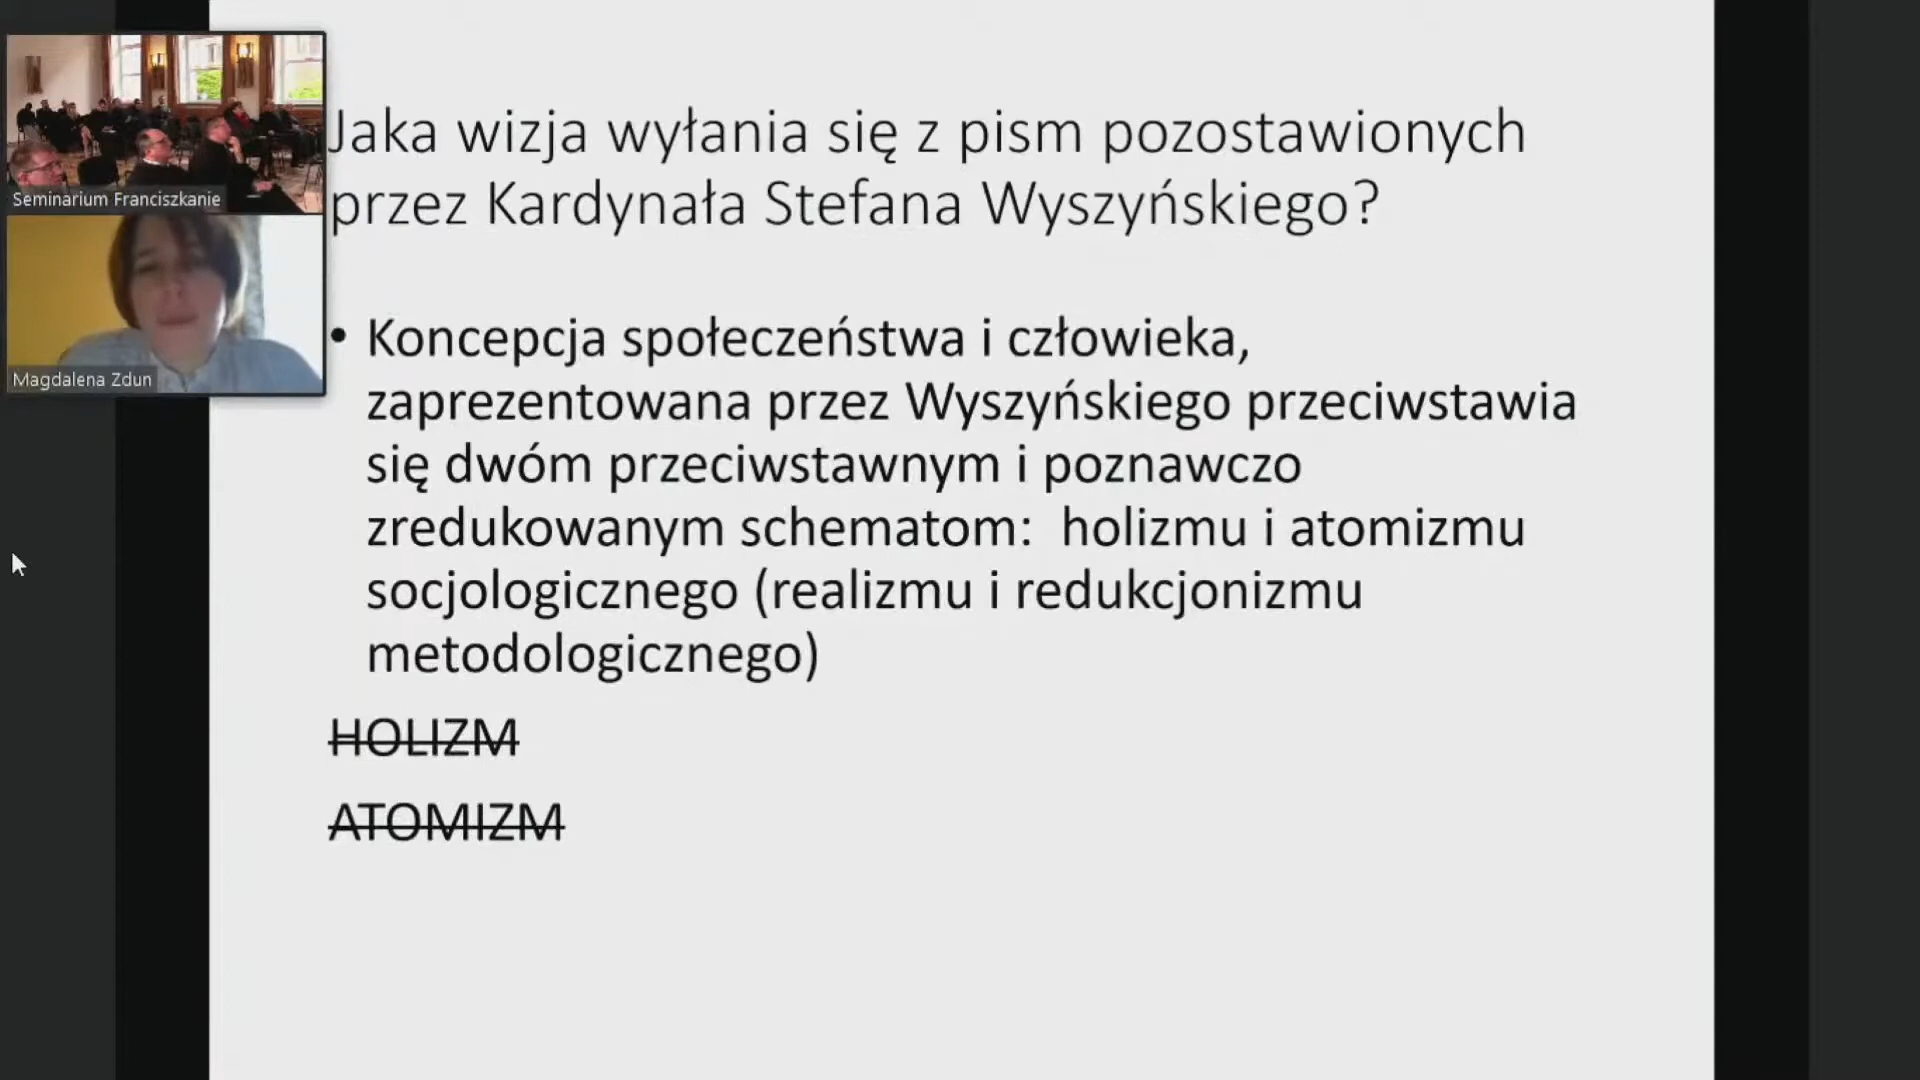 Seminarium Franciszkanie
Magdalena Zdun
Jaka wizja wyłania się z pism pozostawionych
przez Kardynała Stefana Wyszyńskiego?
• Koncepcja społeczeństwa i człowieka,
zaprezentowana przez Wyszyńskiego przeciwstawia
się dwóm przeciwstawnym i poznawczo
zredukowanym schematom: holizmu i atomizmu
socjologicznego (realizmu i redukcjonizmu
metodologicznego)
HOLIZM
ATOMIZM